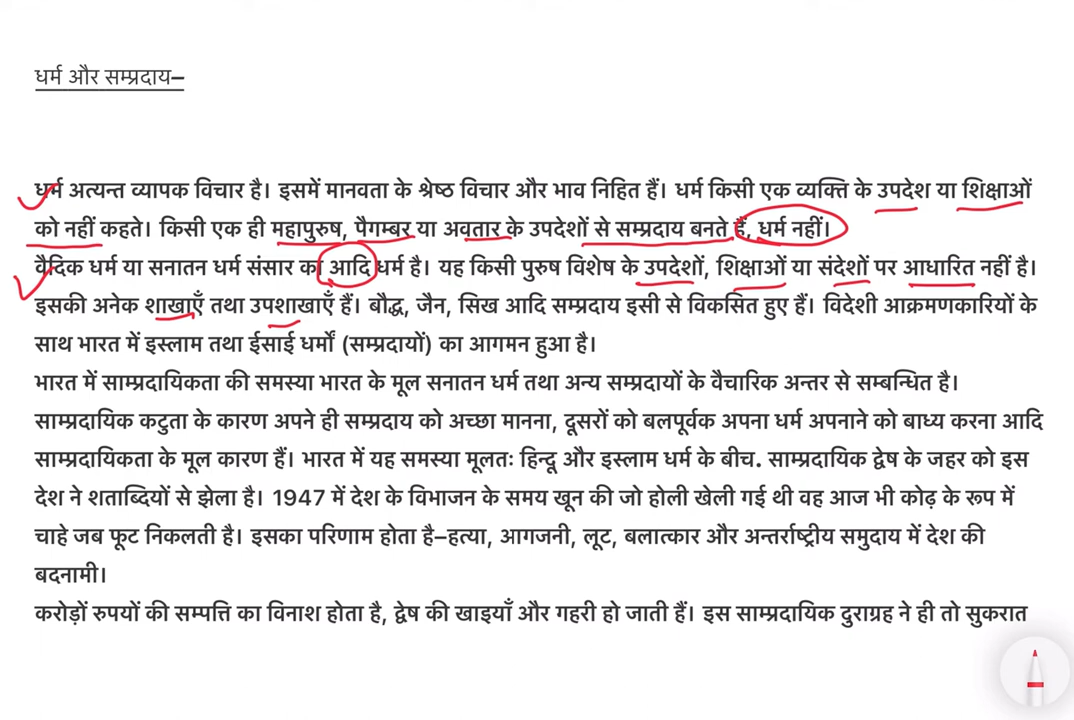 धर्म और सम्प्रदाय–
धर्म अत्यन्त व्यापक विचार है। इसमें मानवता के श्रेष्ठ विचार और भाव निहित हैं। धर्म किसी एक व्यक्ति के उपदेश या शिक्षाओं
को नहीं कहते। किसी एक ही महापुरुष, पैगम्बर या अवतार के उपदेशों से सम्प्रदाय बनते हैं, धर्म नहीं।
वैदिक धर्म या सनातन धर्म संसार का आदि धर्म है। यह किसी पुरुष विशेष के उपदेशों, शिक्षाओं या संदेशों पर आधारित नहीं है।
इसकी अनेक शाखाएँ तथा उपशाखाएँ हैं। बौद्ध, जैन, सिख आदि सम्प्रदाय इसी से विकसित हुए हैं। विदेशी आक्रमणकारियों के
साथ भारत में इस्लाम तथा ईसाई धर्मों (सम्प्रदायों) का आगमन हुआ है।
भारत में साम्प्रदायिकता की समस्या भारत के मूल सनातन धर्म तथा अन्य सम्प्रदायों के वैचारिक अन्तर से सम्बन्धित है।
साम्प्रदायिक कटुता के कारण अपने ही सम्प्रदाय को अच्छा मानना, दूसरों को बलपूर्वक अपना धर्म अपनाने को बाध्य करना आदि
साम्प्रदायिकता के मूल कारण हैं। भारत में यह समस्या मूलतः हिन्दू और इस्लाम धर्म के बीच. साम्प्रदायिक द्वेष के जहर को इस
देश ने शताब्दियों से झेला है। 1947 में देश के विभाजन के समय खून की जो होली खेली गई थी वह आज भी कोढ़ के रूप में
चाहे जब फूट निकलती है। इसका परिणाम होता है–हत्या, आगजनी, लूट, बलात्कार और अन्तर्राष्ट्रीय समुदाय में देश की
बदनामी।
करोड़ों रुपयों की सम्पत्ति का विनाश होता है, द्वेष की खाइयाँ और गहरी हो जाती हैं। इस साम्प्रदायिक दुराग्रह ने ही तो सुकरात